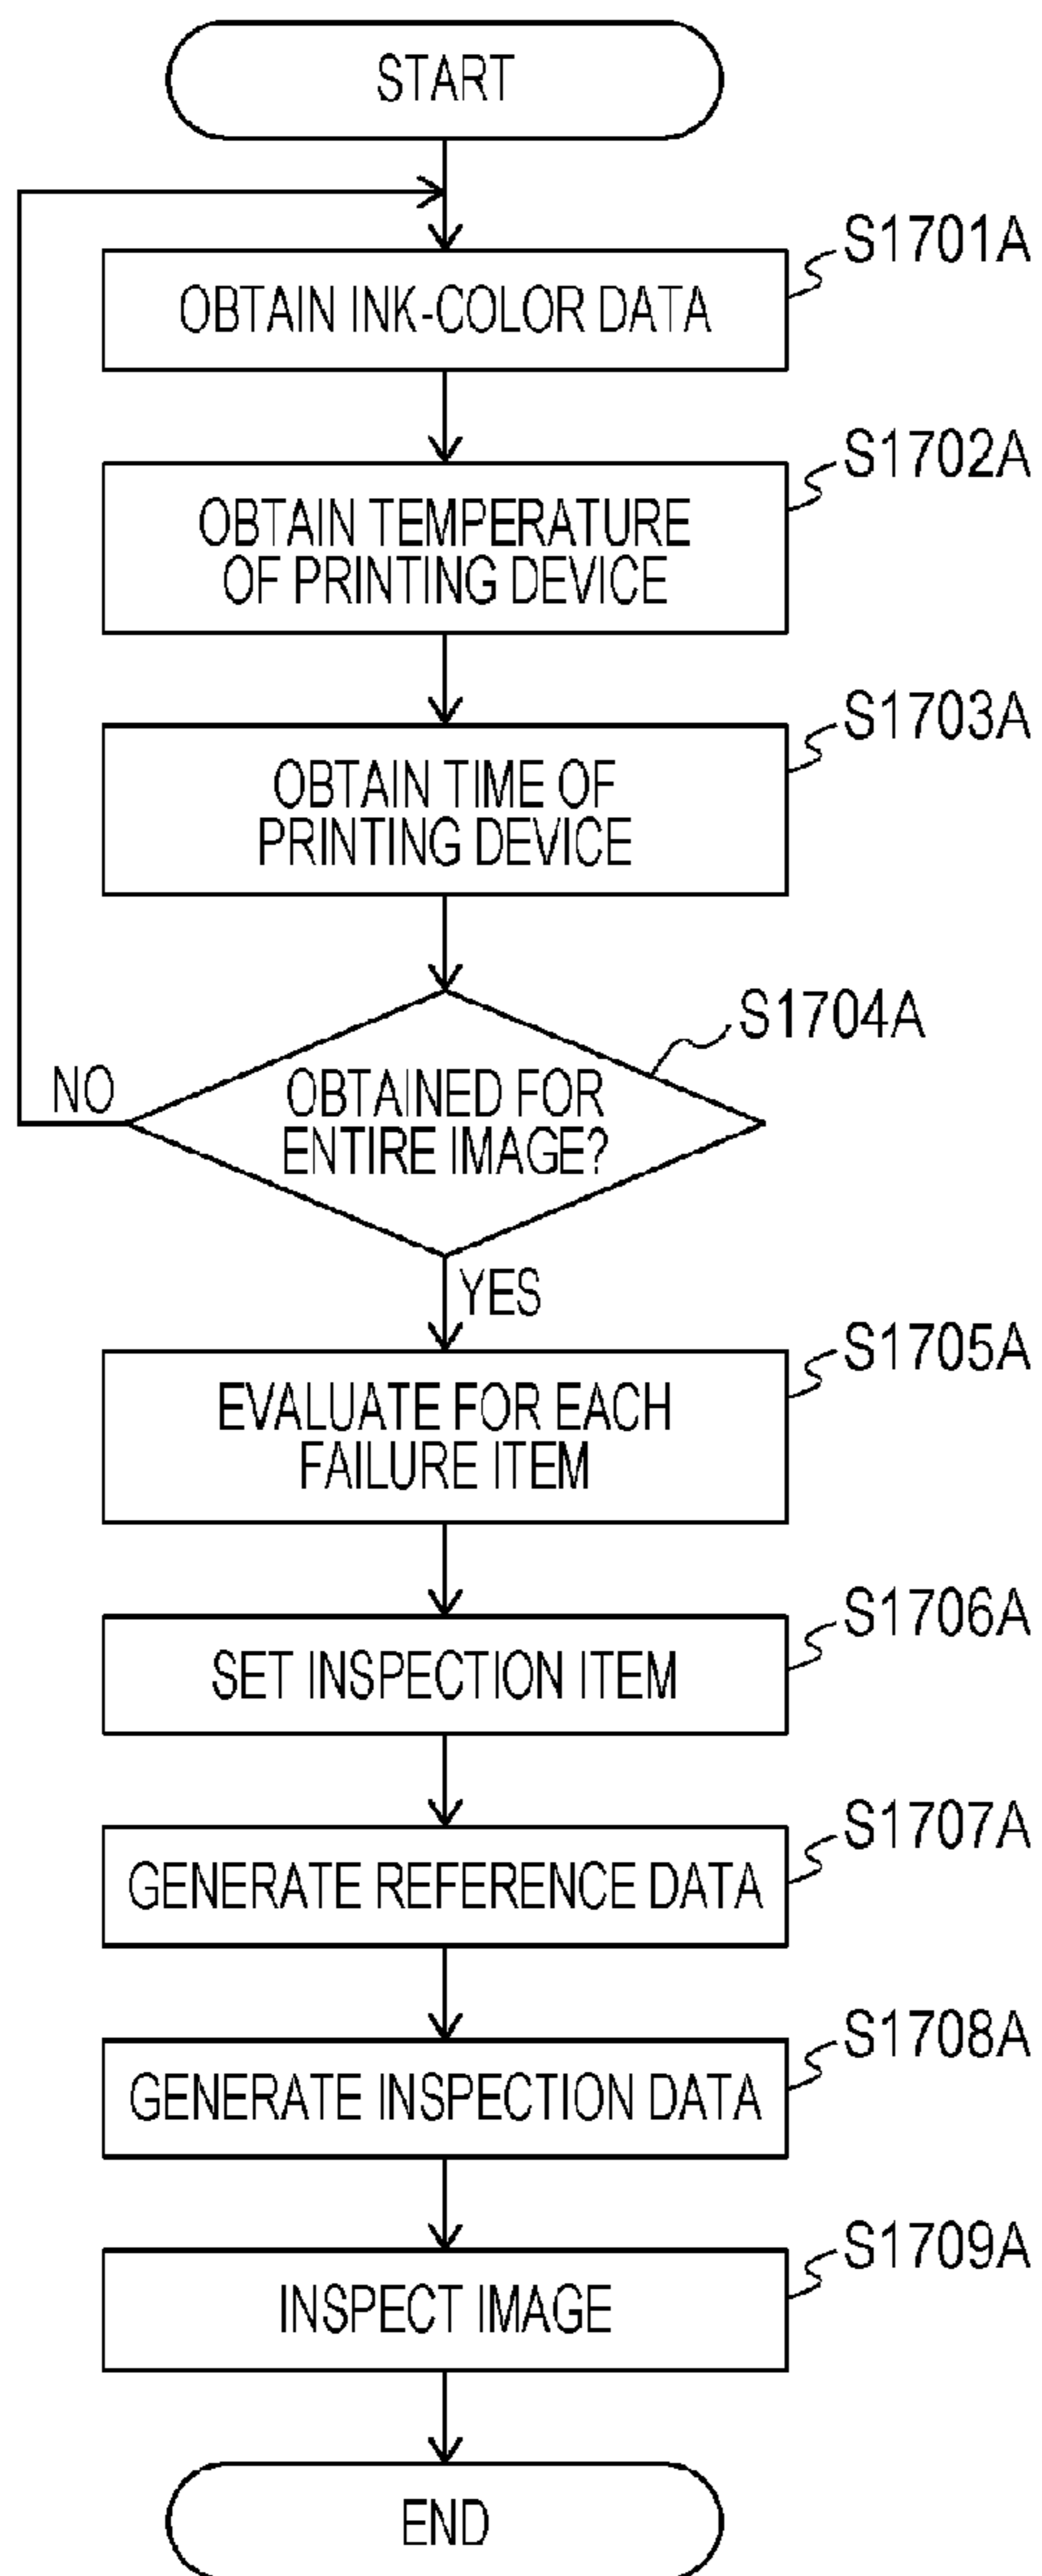 START
S1701A
OBTAIN INK-COLOR DATA
S1702A
OBTAIN TEMPERATURE
OF PRINTING DEVICE
S1703A
OBTAIN TIME OF
PRINTING DEVICE
S1704A
NO
OBTAINED FOR
ENTIRE IMAGE?
YES
S1705A
EVALUATE FOR EACH
FAILURE ITEM
S1706A
SET INSPECTION ITEM
S1707A
GENERATE REFERENCE DATA
S1708A
GENERATE INSPECTION DATA
S1709A
INSPECT IMAGE
END